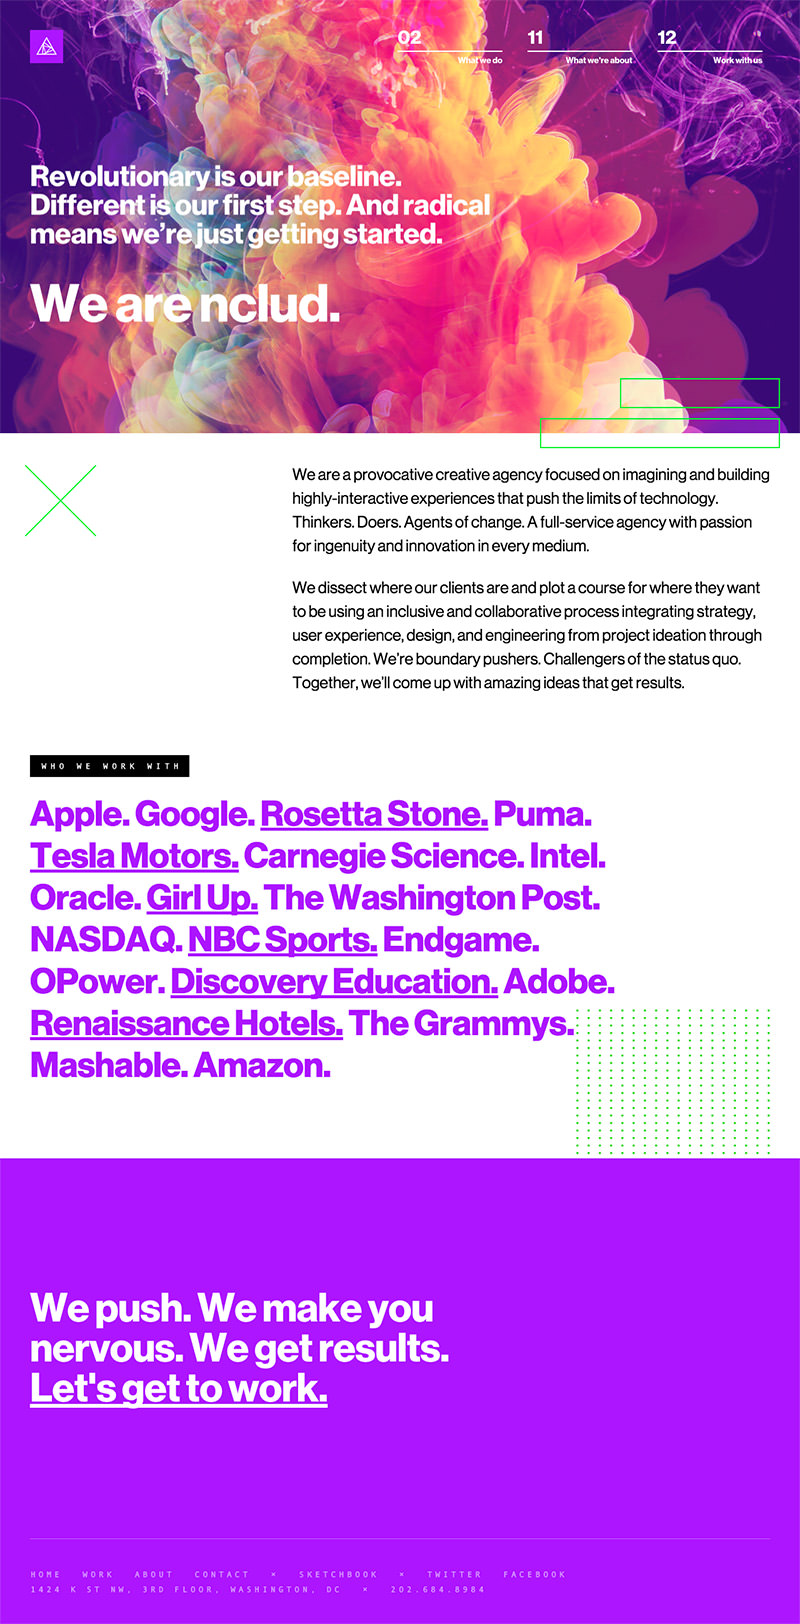 02
11
12
What we do
What we're about
Work with us
Revolutionary is our baseline.
Different is our first step. And radical
means we're just getting started.
We are nclud.
We are a provocative creative agency focused on imagining and building
highly-interactive experiences that push the limits of technology.
Thinkers. Doers. Agents of change. A full-service agency with passion
for ingenuity and innovation in every medium.
We dissect where our clients are and plot a course for where they want
to be using an inclusive and collaborative process integrating strategy,
user experience, design, and engineering from project ideation through
completion. We're boundary pushers. Challengers of the status quo.
Together, we'll come up with amazing ideas that get results.
WHO WE WORK WITH
Apple. Google. Rosetta Stone. Puma.
Tesla Motors. Carnegie Science. Intel.
Oracle. Girl Up. The Washington Post.
NASDAQ. NBC Sports. Endgame.
OPower. Discovery Education. Adobe.
Renaissance Hotels. The Grammys.
Mashable. Amazon.
We push. We make you
nervous. We get results.
Let's get to work.
HOME WORK ABOUT CONTACT × SKETCHBOOK × TWITTER FACEBOOK
1424 K ST NW, 3RD FLOOR, WASHINGTON, DC × 202.684.8984